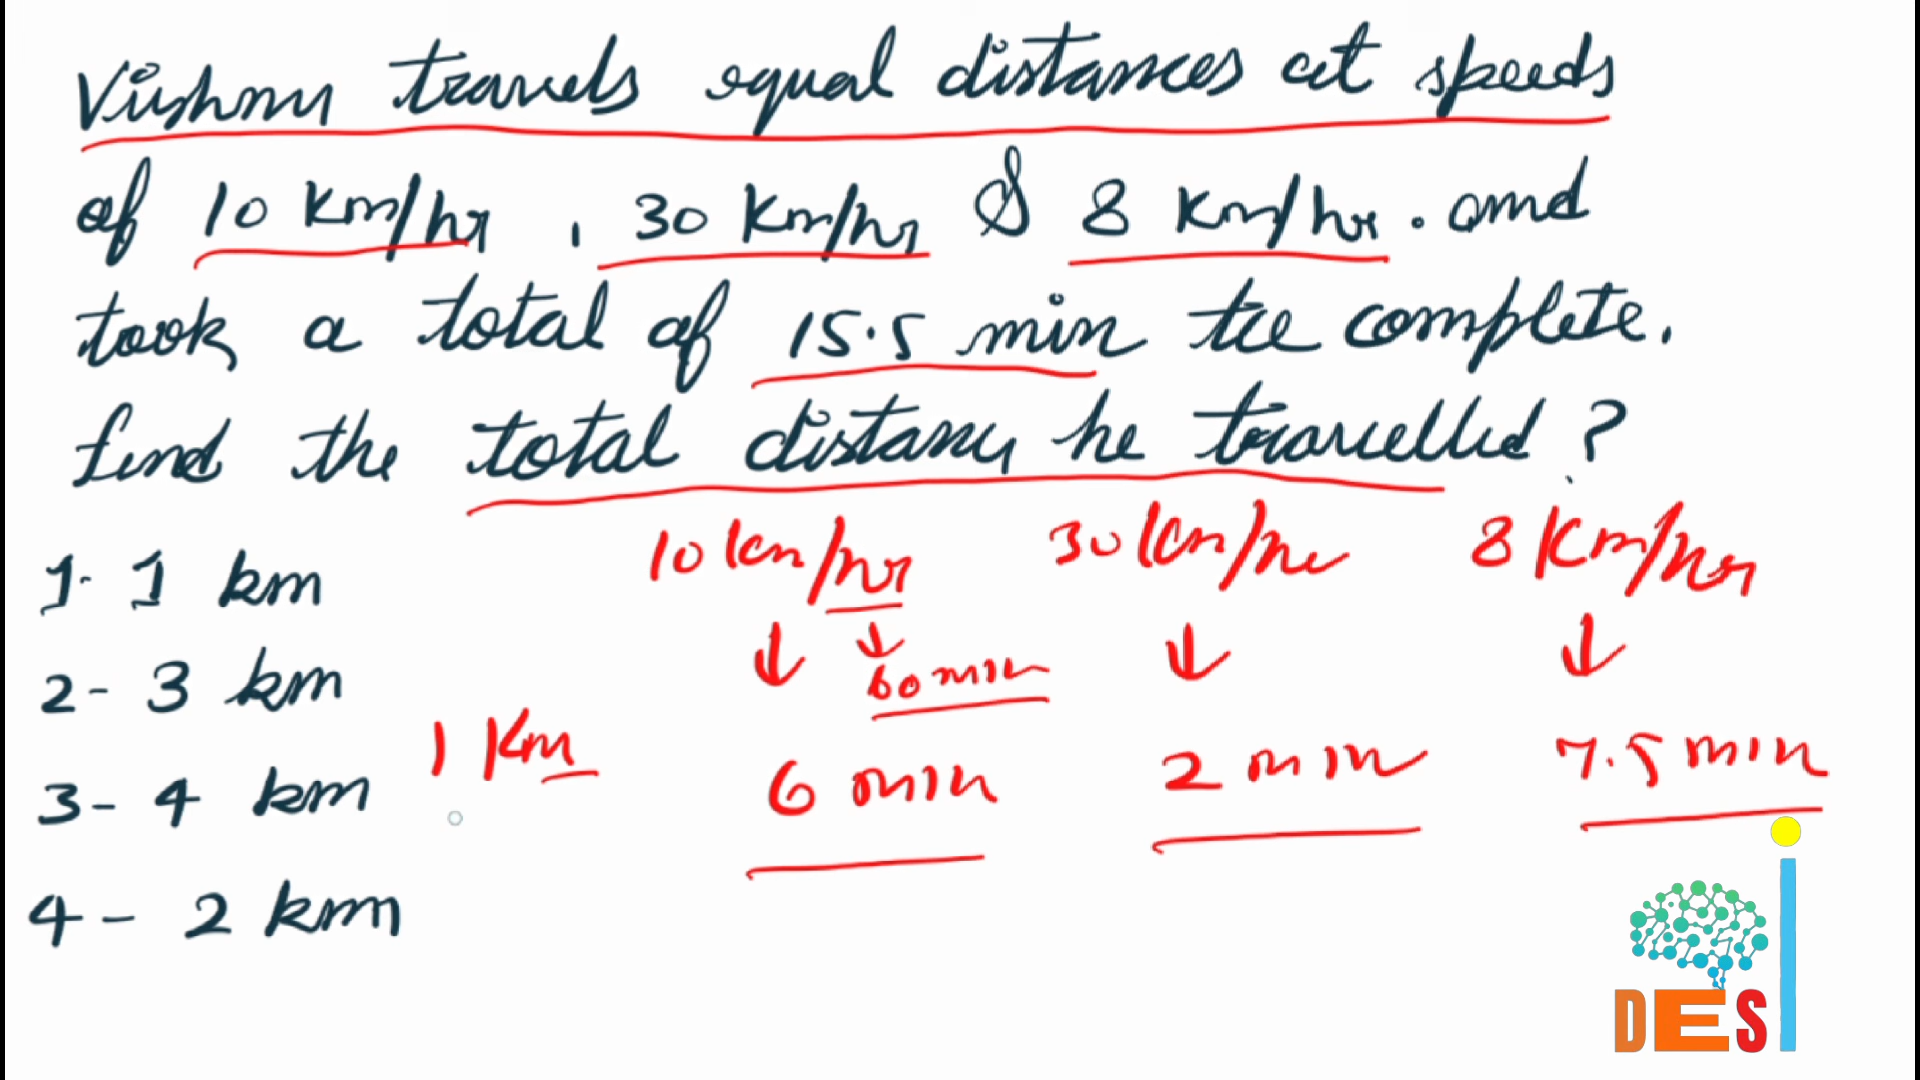 Vishnu travels equal distances at speeds
of 10 km/hr , 30 Km/hr & 8 Km/hr . and
took a total of 15.5 min to complete.
find the total distance he travelled ?
10 km/hr 30 km/hr 8 Km/hr
1- 1 km
↓ ↓ 60 min ↓ ↓
2- 3 km
1 Km 6 min 2 min 7.5 min
3- 4 km
4- 2 km
DESi